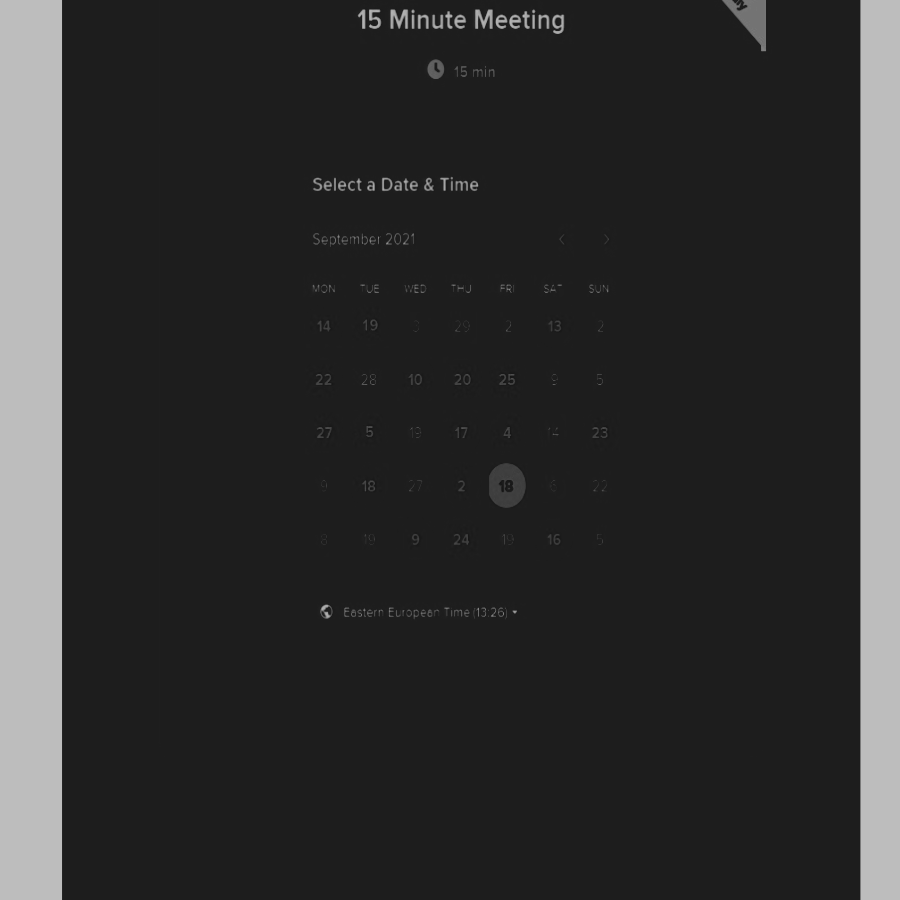 15 Minute Meeting
15 min
Select a Date & Time
September 2021
MON TUE WED THU FRI SAT SUN
14 19 3 29 2 13 2
22 28 10 20 25 9 5
27 5 19 17 4 14 23
9 18 27 2 18 6 22
8 19 9 24 19 16 5
Eastern European Time (13:26)